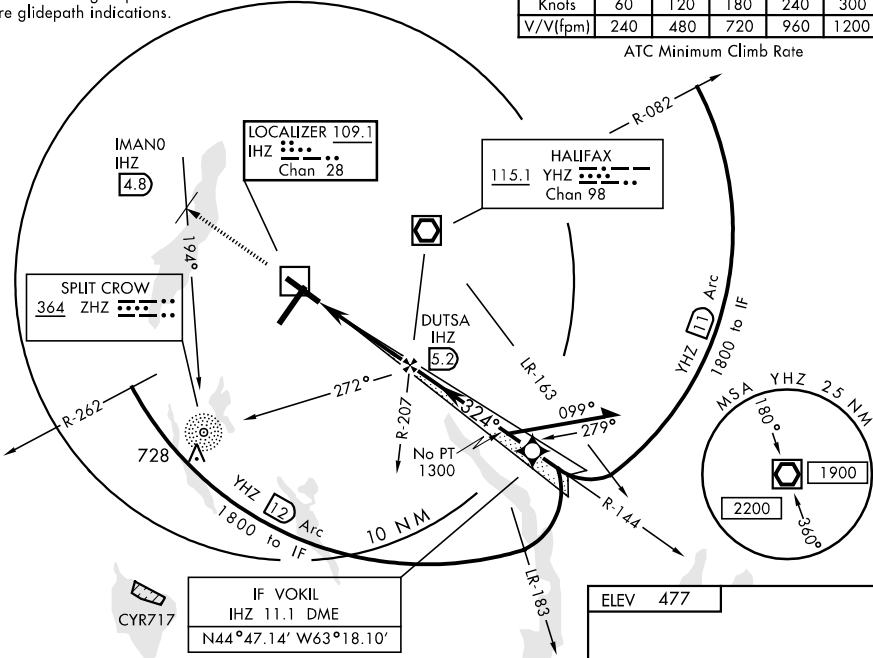 re glidepath indications.
Knots 60 120 180 240 300
V/V(fpm) 240 480 720 960 1200
ATC Minimum Climb Rate
R-082
IMAN0
IHZ
4.8
LOCALIZER 109.1
IHZ
Chan 28
HALIFAX
115.1 YHZ
Chan 98
194°
SPLIT CROW
364 ZHZ
DUTSA
IHZ
5.2
LR-163
YHZ 11 Arc
1800 to IF
R-262
272°
R-207
324°
099°
279°
No PT
1300
728
YHZ 12 Arc
1800 to IF
10 NM
R-144
LR-183
MSA YHZ 25 NM
180°
1900
2200
360°
CYR717
IF VOKIL
IHZ 11.1 DME
N44°47.14' W63°18.10'
ELEV 477